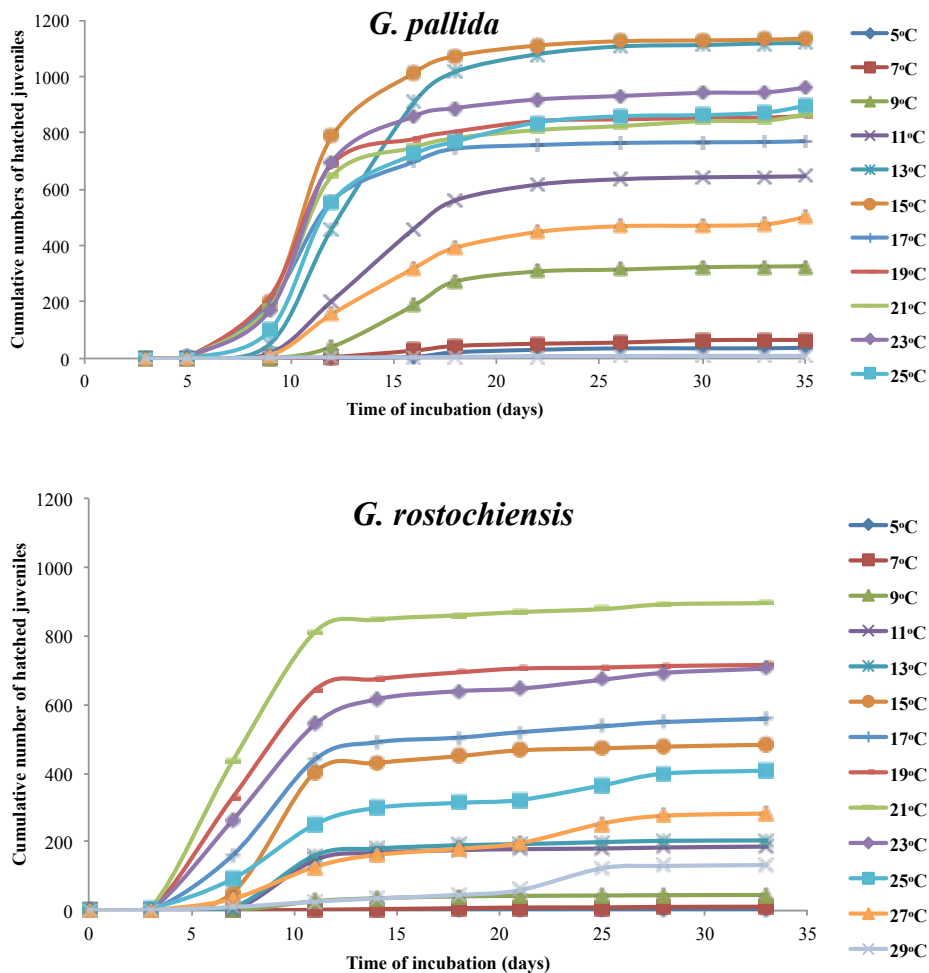 G. pallida
1200
1000
800
600
400
200
0
Cumulative numbers of hatched juveniles
0 5 10 15 20 25 30 35
Time of incubation (days)
5ºC
7ºC
9ºC
11ºC
13ºC
15ºC
17ºC
19ºC
21ºC
23ºC
25ºC
G. rostochiensis
1200
1000
800
600
400
200
0
Cumulative number of hatched juveniles
0 5 10 15 20 25 30 35
Time of incubation (days)
5ºC
7ºC
9ºC
11ºC
13ºC
15ºC
17ºC
19ºC
21ºC
23ºC
25ºC
27ºC
29ºC